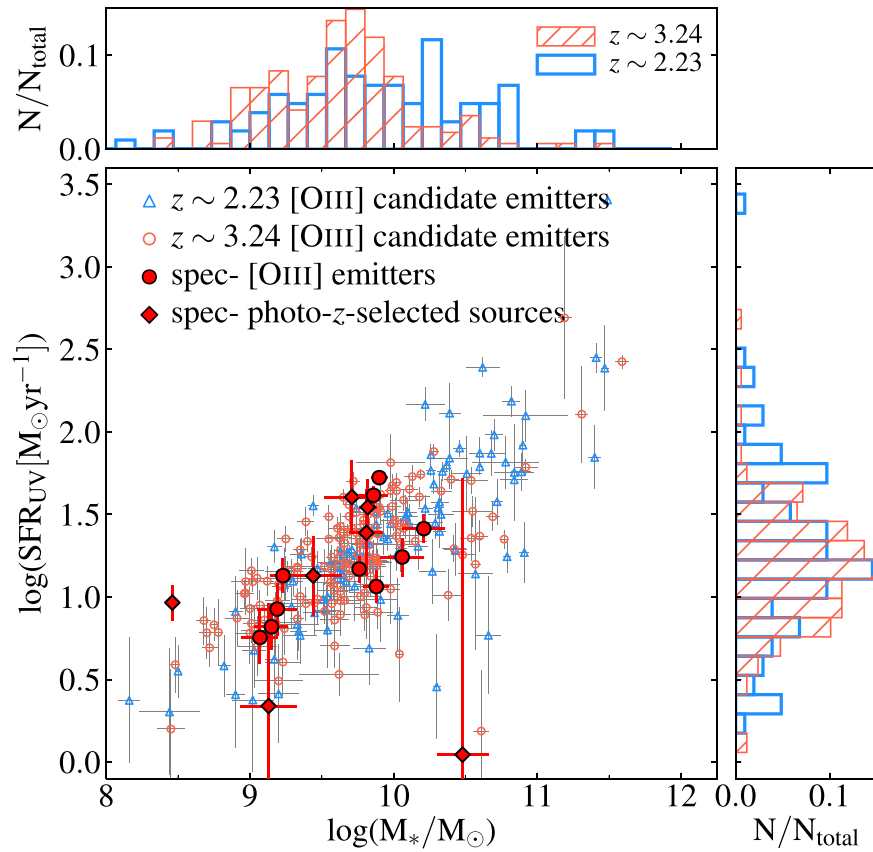 N/N_total
0.1
0.0
z ∼ 3.24
z ∼ 2.23
3.5
3.0
2.5
2.0
1.5
1.0
0.5
0.0
log(SFR_UV[M_⊙yr^−1])
z ∼ 2.23 [OIII] candidate emitters
z ∼ 3.24 [OIII] candidate emitters
spec- [OIII] emitters
spec- photo-z-selected sources
8 9 10 11 12
log(M_*/M_⊙)
0.0 0.1
N/N_total